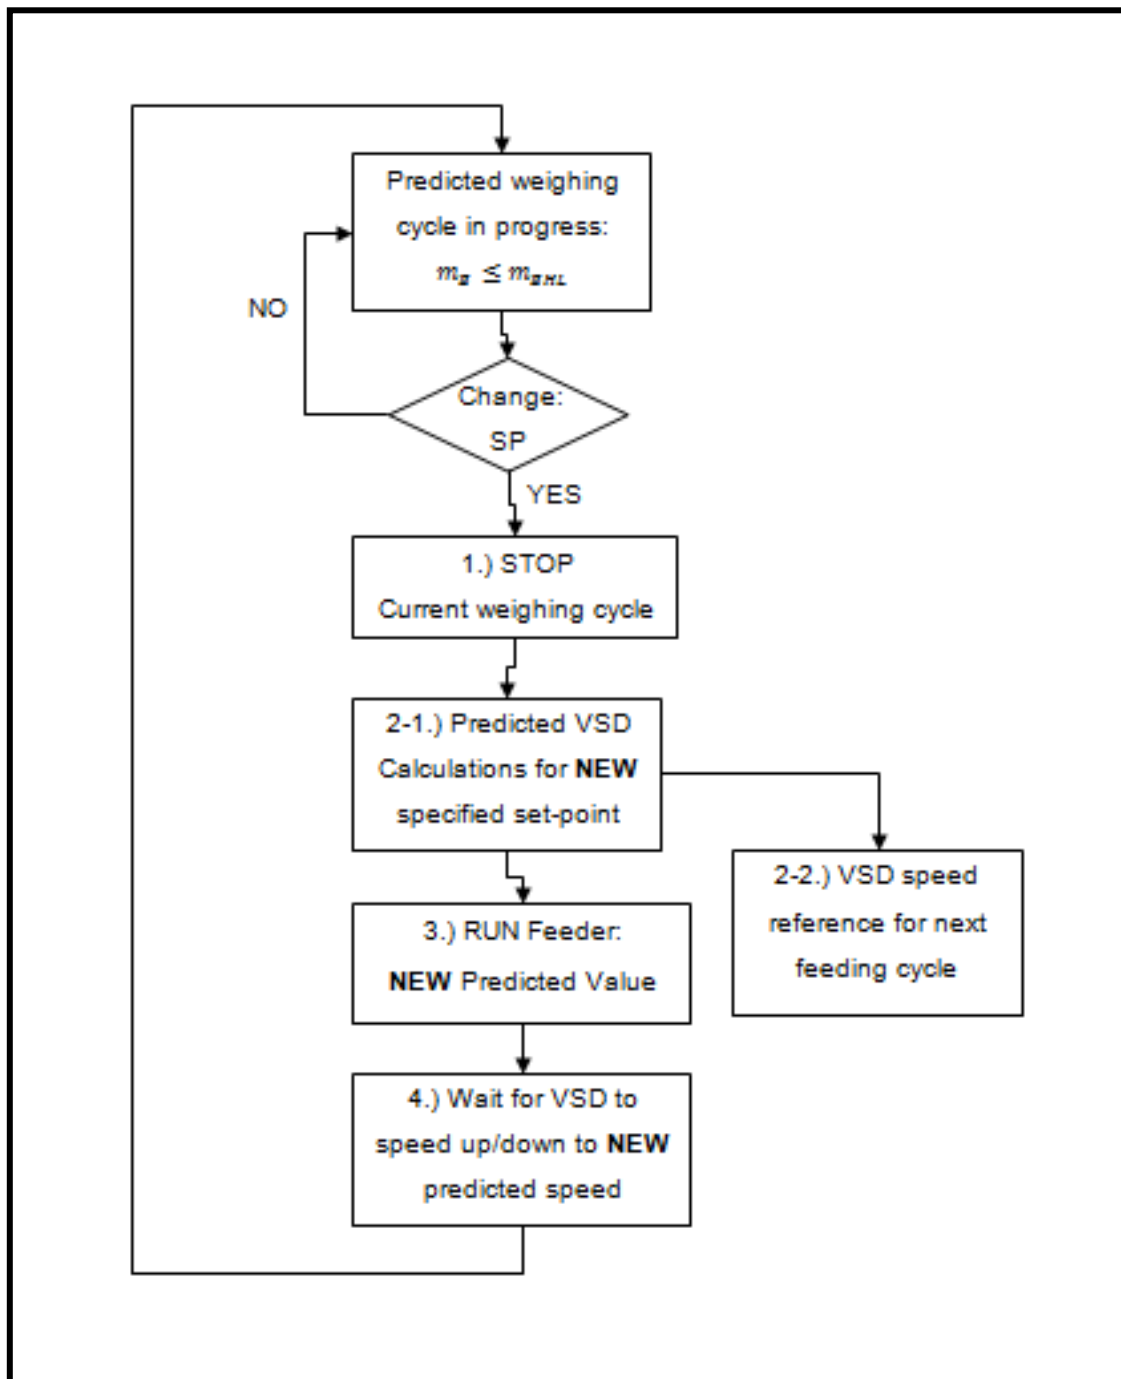 Predicted weighing
cycle in progress:
NO
Change:
SP
YES
1.) STOP
Current weighing cycle
2-1.) Predicted VSD
Calculations for NEW
specified set-point
2-2.) VSD speed
reference for next
feeding cycle
3.) RUN Feeder:
NEW Predicted Value
4.) Wait for VSD to
speed up/down to NEW
predicted speed